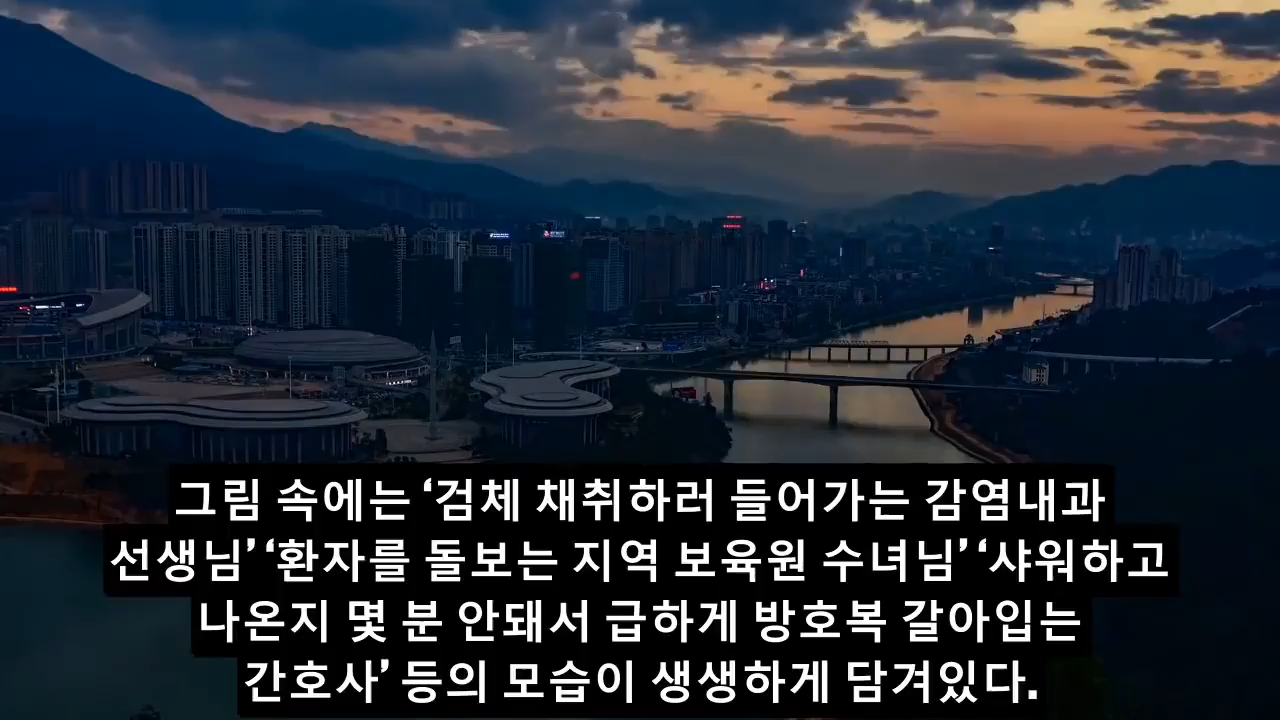 그림 속에는 ‘검체 채취하러 들어가는 감염내과
선생님’ ‘환자를 돌보는 지역 보육원 수녀님’ ‘샤워하고
나온지 몇 분 안돼서 급하게 방호복 갈아입는
간호사’ 등의 모습이 생생하게 담겨있다.